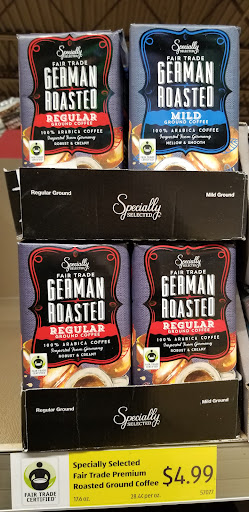 Specially
SELECTED
FAIR TRADE
GERMAN
ROASTED
REGULAR
GROUND COFFEE
100% ARABICA COFFEE
Imported From Germany
ROBUST & CREAMY
Specially
SELECTED
FAIR TRADE
GERMAN
ROASTED
MILD
GROUND COFFEE
100% ARABICA COFFEE
Imported From Germany
MELLOW & SMOOTH
Regular Ground
Specially
SELECTED
Mild Ground
Specially
SELECTED
FAIR TRADE
GERMAN
ROASTED
REGULAR
GROUND COFFEE
100% ARABICA COFFEE
Imported From Germany
ROBUST & CREAMY
Specially
SELECTED
FAIR TRADE
GERMAN
ROASTED
REGULAR
GROUND COFFEE
100% ARABICA COFFEE
Imported From Germany
ROBUST & CREAMY
Regular Ground
Specially
SELECTED
Mild Ground
FAIR TRADE
CERTIFIED
Specially Selected
Fair Trade Premium
Roasted Ground Coffee
$4.99
17.6 oz.
28.4¢ per oz.